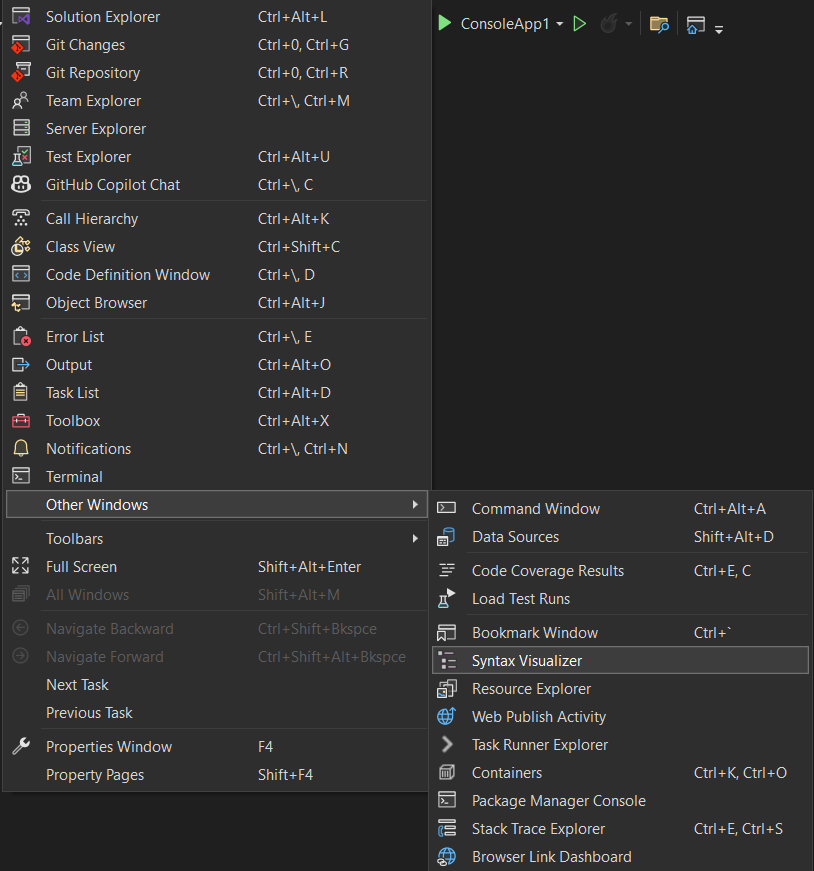 Solution Explorer Ctrl+Alt+L
ConsoleApp1
Git Changes Ctrl+0, Ctrl+G
Git Repository Ctrl+0, Ctrl+R
Team Explorer Ctrl+\, Ctrl+M
Server Explorer
Test Explorer Ctrl+Alt+U
GitHub Copilot Chat Ctrl+\, C
Call Hierarchy Ctrl+Alt+K
Class View Ctrl+Shift+C
Code Definition Window Ctrl+\, D
Object Browser Ctrl+Alt+J
Error List Ctrl+\, E
Output Ctrl+Alt+O
Task List Ctrl+Alt+D
Toolbox Ctrl+Alt+X
Notifications Ctrl+\, Ctrl+N
Terminal
Other Windows
Toolbars
Full Screen Shift+Alt+Enter
All Windows Shift+Alt+M
Navigate Backward Ctrl+Shift+Bkspce
Navigate Forward Ctrl+Shift+Alt+Bkspce
Next Task
Previous Task
Properties Window F4
Property Pages Shift+F4
Command Window Ctrl+Alt+A
Data Sources Shift+Alt+D
Code Coverage Results Ctrl+E, C
Load Test Runs
Bookmark Window Ctrl+`
Syntax Visualizer
Resource Explorer
Web Publish Activity
Task Runner Explorer
Containers Ctrl+K, Ctrl+O
Package Manager Console
Stack Trace Explorer Ctrl+E, Ctrl+S
Browser Link Dashboard